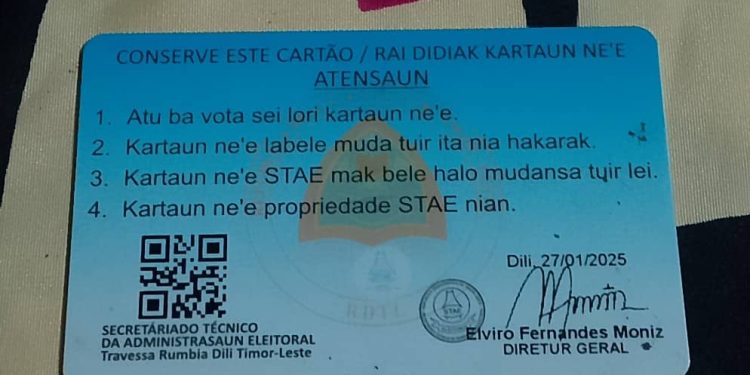 CONSERVE ESTE CARTÃO / RAI DIDIAK KARTAUN NE'E
ATENSAUN
1. Atu ba vota sei lori kartaun ne'e.
2. Kartaun ne'e labele muda tuir ita nia hakarak.
3. Kartaun ne'e STAE mak bele halo mudansa tuir lei.
4. Kartaun ne'e propriedade STAE nian.
Dili, 27/01/2025
RDTL
STAE
Elviro Fernandes Moniz
DIRETUR GERAL
SECRETÁRIADO TÉCNICO
DA ADMINISTRASAUN ELEITORAL
Travessa Rumbia Dili Timor-Leste